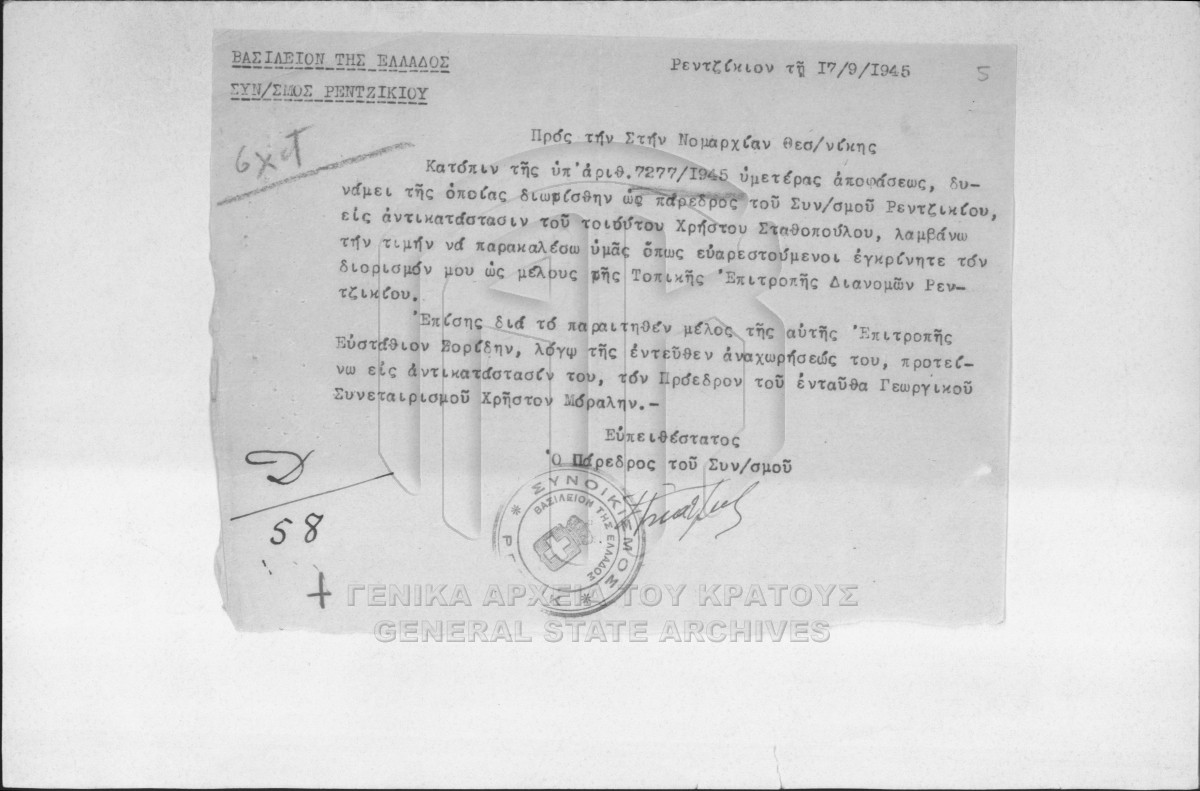 ΒΑΣΙΛΕΙΟΝ ΤΗΣ ΕΛΛΑΔΟΣ
ΣΥΝ/ΣΜΟΣ ΡΕΝΤΖΙΚΙΟΥ
Ρεντζίκιον τῇ 17/9/1945
5
Πρός τήν Στήν Νομαρχίαν Θεσ/νίκης
Κατόπιν τῆς ὑπ'ἀριθ.7277/1945 ὑμετέρας ἀποφάσεως, δυ-
νάμει τῆς ὁποίας διωρίσθην ὡς πάρεδρος τοῦ Συν/σμοῦ Ρεντζικίου,
εἰς ἀντικατάστασιν τοῦ τοιούτου Χρήστου Σταθοπούλου, λαμβάνω
τήν τιμήν νά παρακαλέσω ὑμᾶς ὅπως εὐαρεστούμενοι ἐγκρίνητε τόν
διορισμόν μου ὡς μέλους τῆς Τοπικῆς Ἐπιτροπῆς Διανομῶν Ρεν-
τζικίου.
Ἐπίσης διά τό παραιτηθέν μέλος τῆς αὐτῆς Ἐπιτροπῆς
Εὐστάθιον Σορίδην, λόγῳ τῆς ἐντεῦθεν ἀναχωρήσεώς του, προτεί-
νω εἰς ἀντικατάστασίν του, τόν Πρόεδρον τοῦ ἐνταῦθα Γεωργικοῦ
Συνεταιρισμοῦ Χρῆστον Μόραλην.-
Εὐπειθέστατος
Ὁ Πάρεδρος τοῦ Συν/σμοῦ
ΣΥΝΟΙΚΙΣΜΟΣ
ΒΑΣΙΛΕΙΟΝ ΤΗΣ ΕΛΛΑΔΟΣ
Δ
58
ΓΕΝΙΚΑ ΑΡΧΕΙΑ ΤΟΥ ΚΡΑΤΟΥΣ
GENERAL STATE ARCHIVES